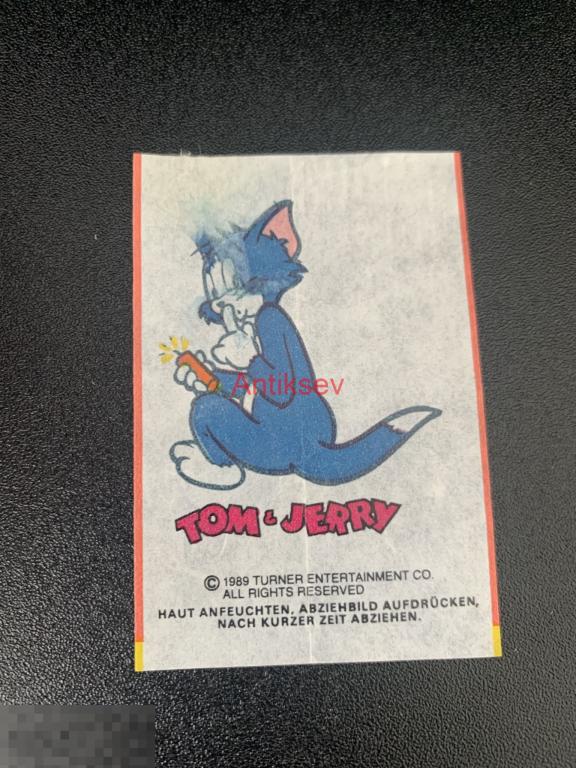 Antiksev
TOM & JERRY
© 1989 TURNER ENTERTAINMENT CO.
ALL RIGHTS RESERVED
HAUT ANFEUCHTEN, ABZIEHBILD AUFDRÜCKEN,
NACH KURZER ZEIT ABZIEHEN.